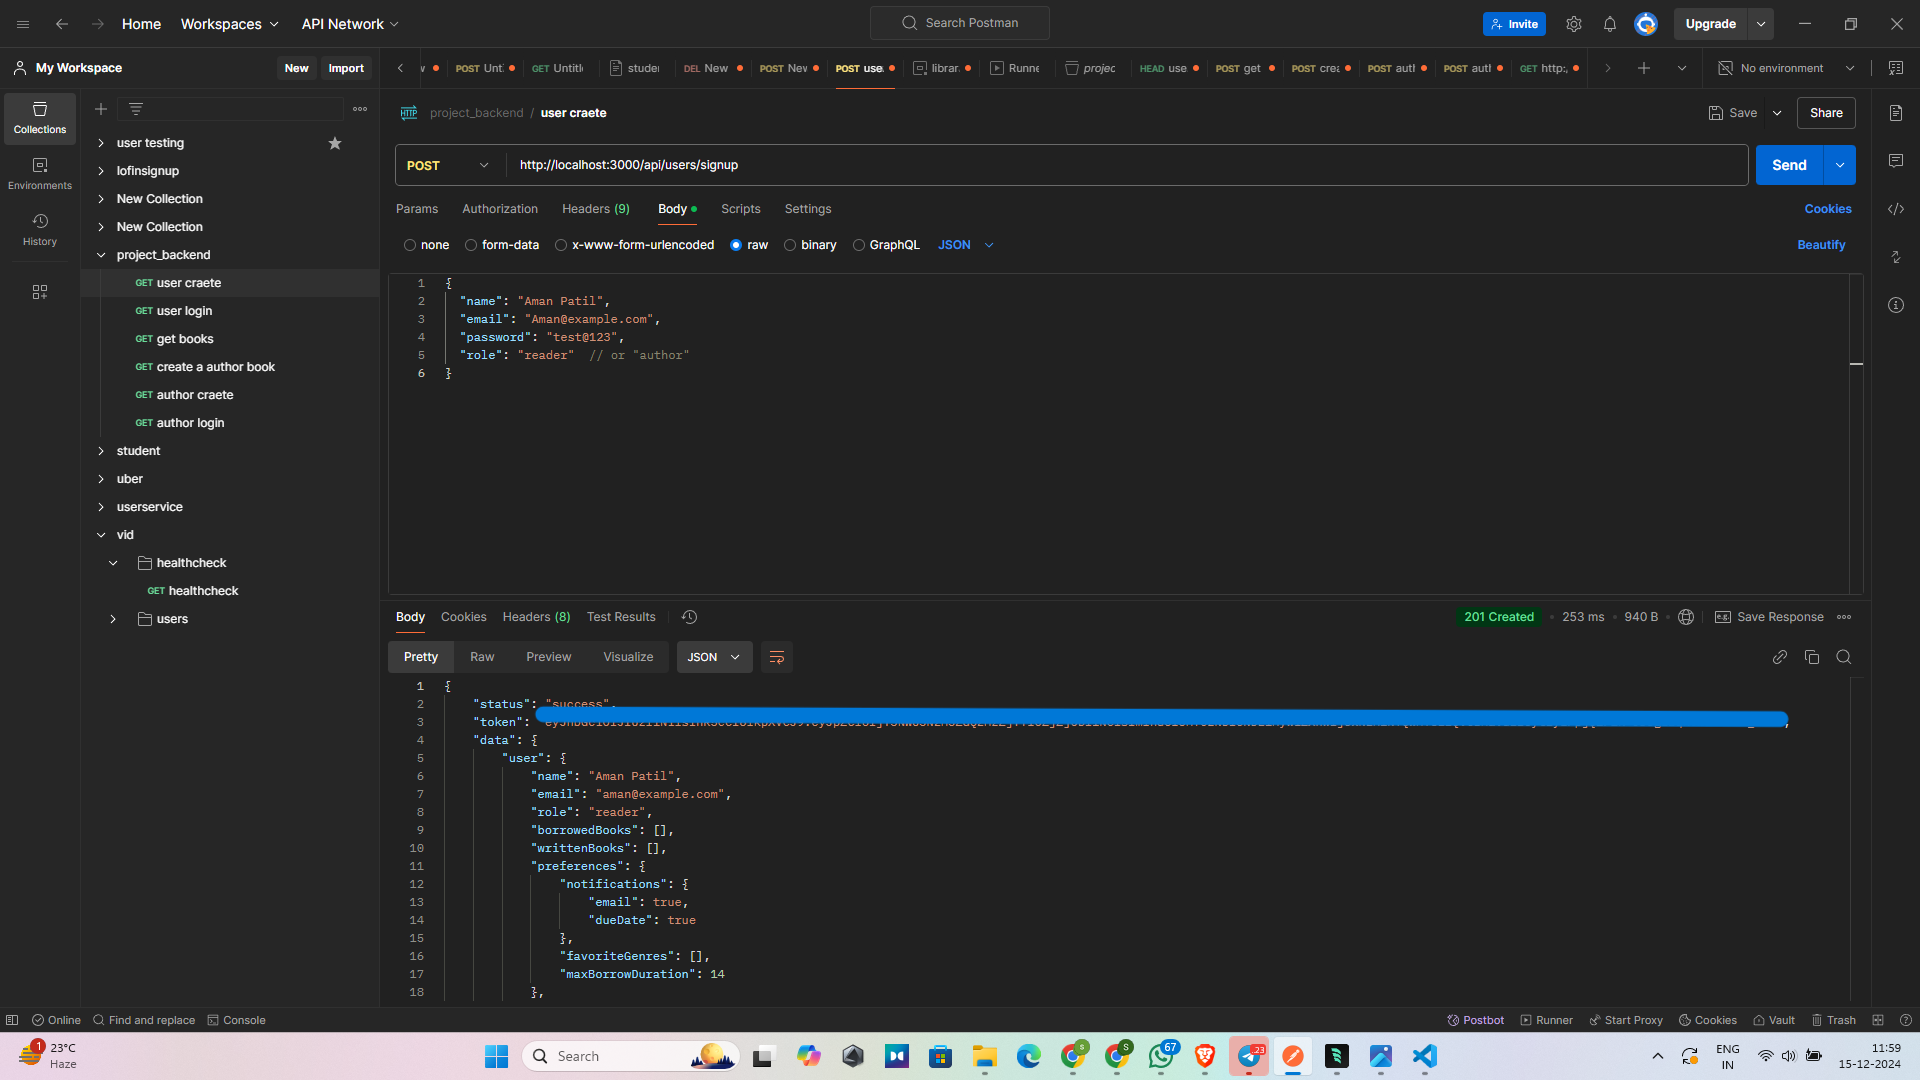 Home Workspaces API Network Search Postman Invite Upgrade
My Workspace New Import
POST Unt GET Untitle studer DEL New POST Nev POST use librar Runne projec HEAD use POST get POST crea POST auth POST auth GET http:, No environment
Collections
Environments
History
user testing
lofinsignup
New Collection
New Collection
project_backend
GET user craete
GET user login
GET get books
GET create a author book
GET author craete
GET author login
student
uber
userservice
vid
healthcheck
GET healthcheck
users
HTTP project_backend / user craete Save Share
POST http://localhost:3000/api/users/signup Send
Params Authorization Headers (9) Body Scripts Settings Cookies
none form-data x-www-form-urlencoded raw binary GraphQL JSON Beautify
1 {
2 "name": "Aman Patil",
3 "email": "Aman@example.com",
4 "password": "test@123",
5 "role": "reader" // or "author"
6 }
Body Cookies Headers (8) Test Results 201 Created 253 ms 940 B e.g. Save Response
Pretty Raw Preview Visualize JSON
1 {
2 "status": "success",
3 "token":
4 "data": {
5 "user": {
6 "name": "Aman Patil",
7 "email": "aman@example.com",
8 "role": "reader",
9 "borrowedBooks": [],
10 "writtenBooks": [],
11 "preferences": {
12 "notifications": {
13 "email": true,
14 "dueDate": true
15 },
16 "favoriteGenres": [],
17 "maxBorrowDuration": 14
18 },
Online Find and replace Console Postbot Runner Start Proxy Cookies Vault Trash
1 23°C
Haze
Search
S S 67 23
ENG
IN
11:59
15-12-2024